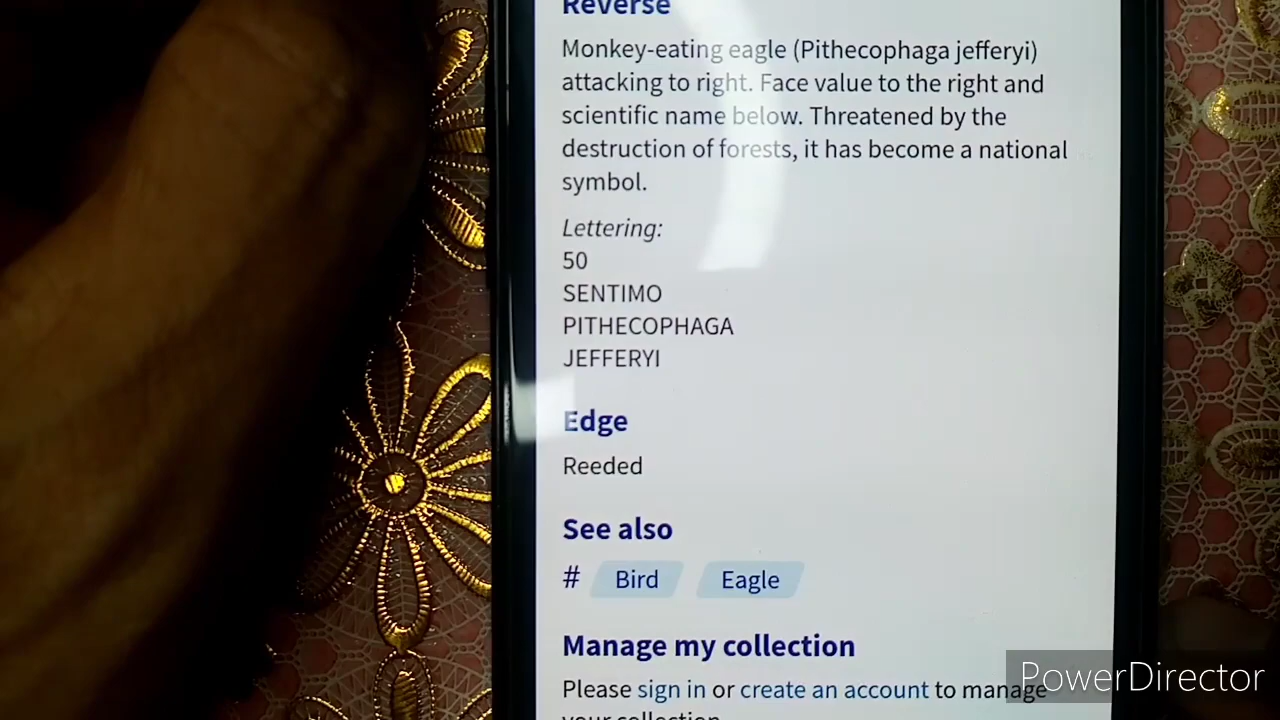 Reverse
Monkey-eating eagle (Pithecophaga jefferyi)
attacking to right. Face value to the right and
scientific name below. Threatened by the
destruction of forests, it has become a national
symbol.
Lettering:
50
SENTIMO
PITHECOPHAGA
JEFFERYI
Edge
Reeded
See also
# Bird Eagle
Manage my collection
Please sign in or create an account to manage
your collection
PowerDirector